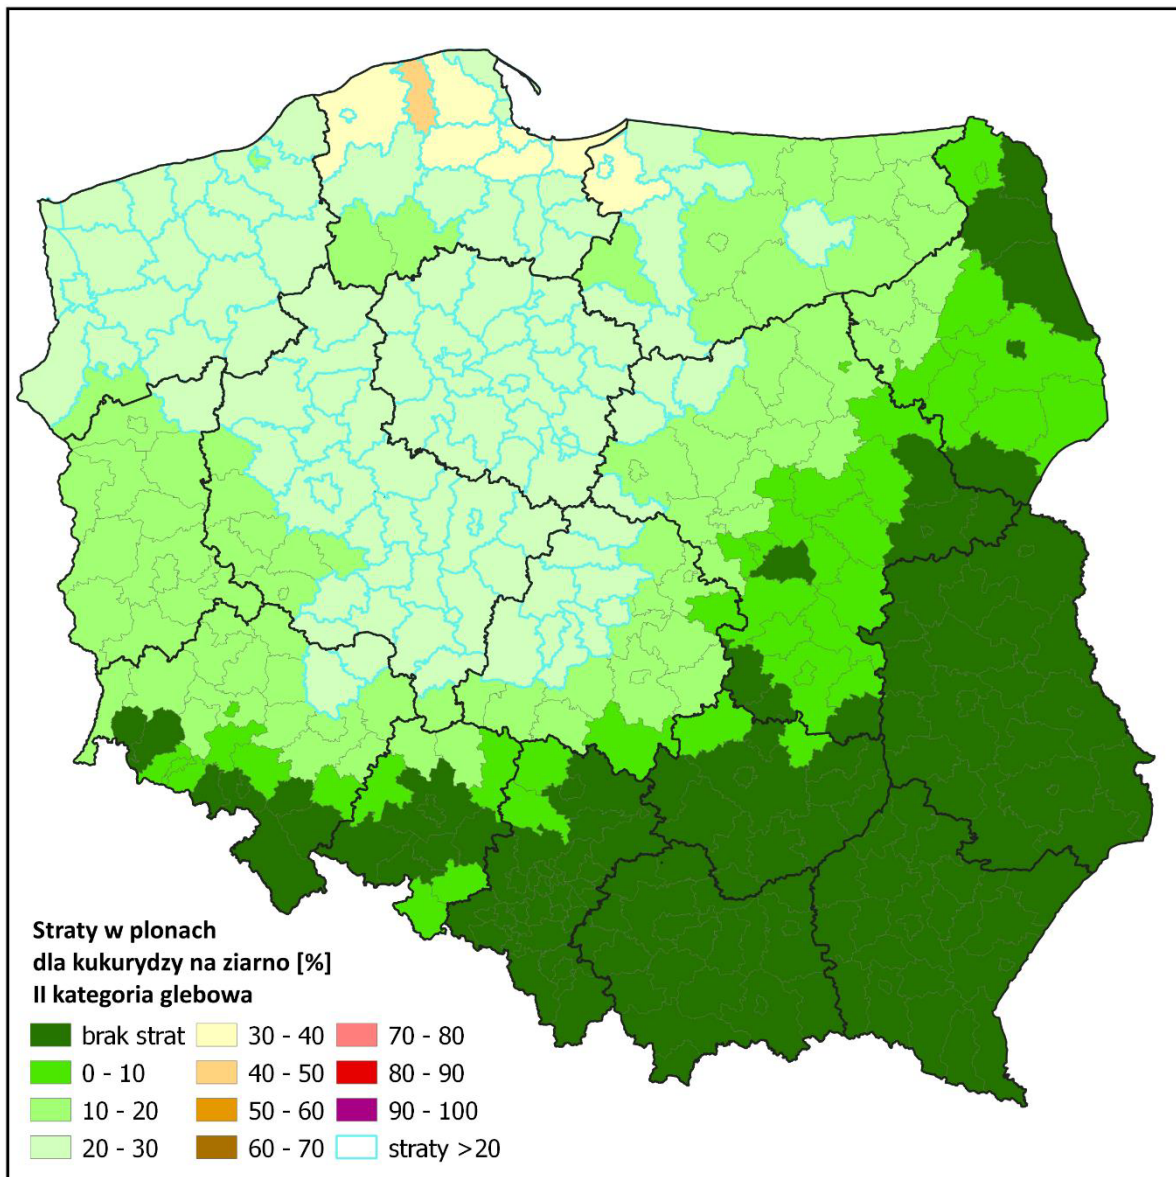 Straty w plonach
dla kukurydzy na ziarno [%]
II kategoria glebowa
brak strat
0 - 10
10 - 20
20 - 30
30 - 40
40 - 50
50 - 60
60 - 70
70 - 80
80 - 90
90 - 100
straty >20